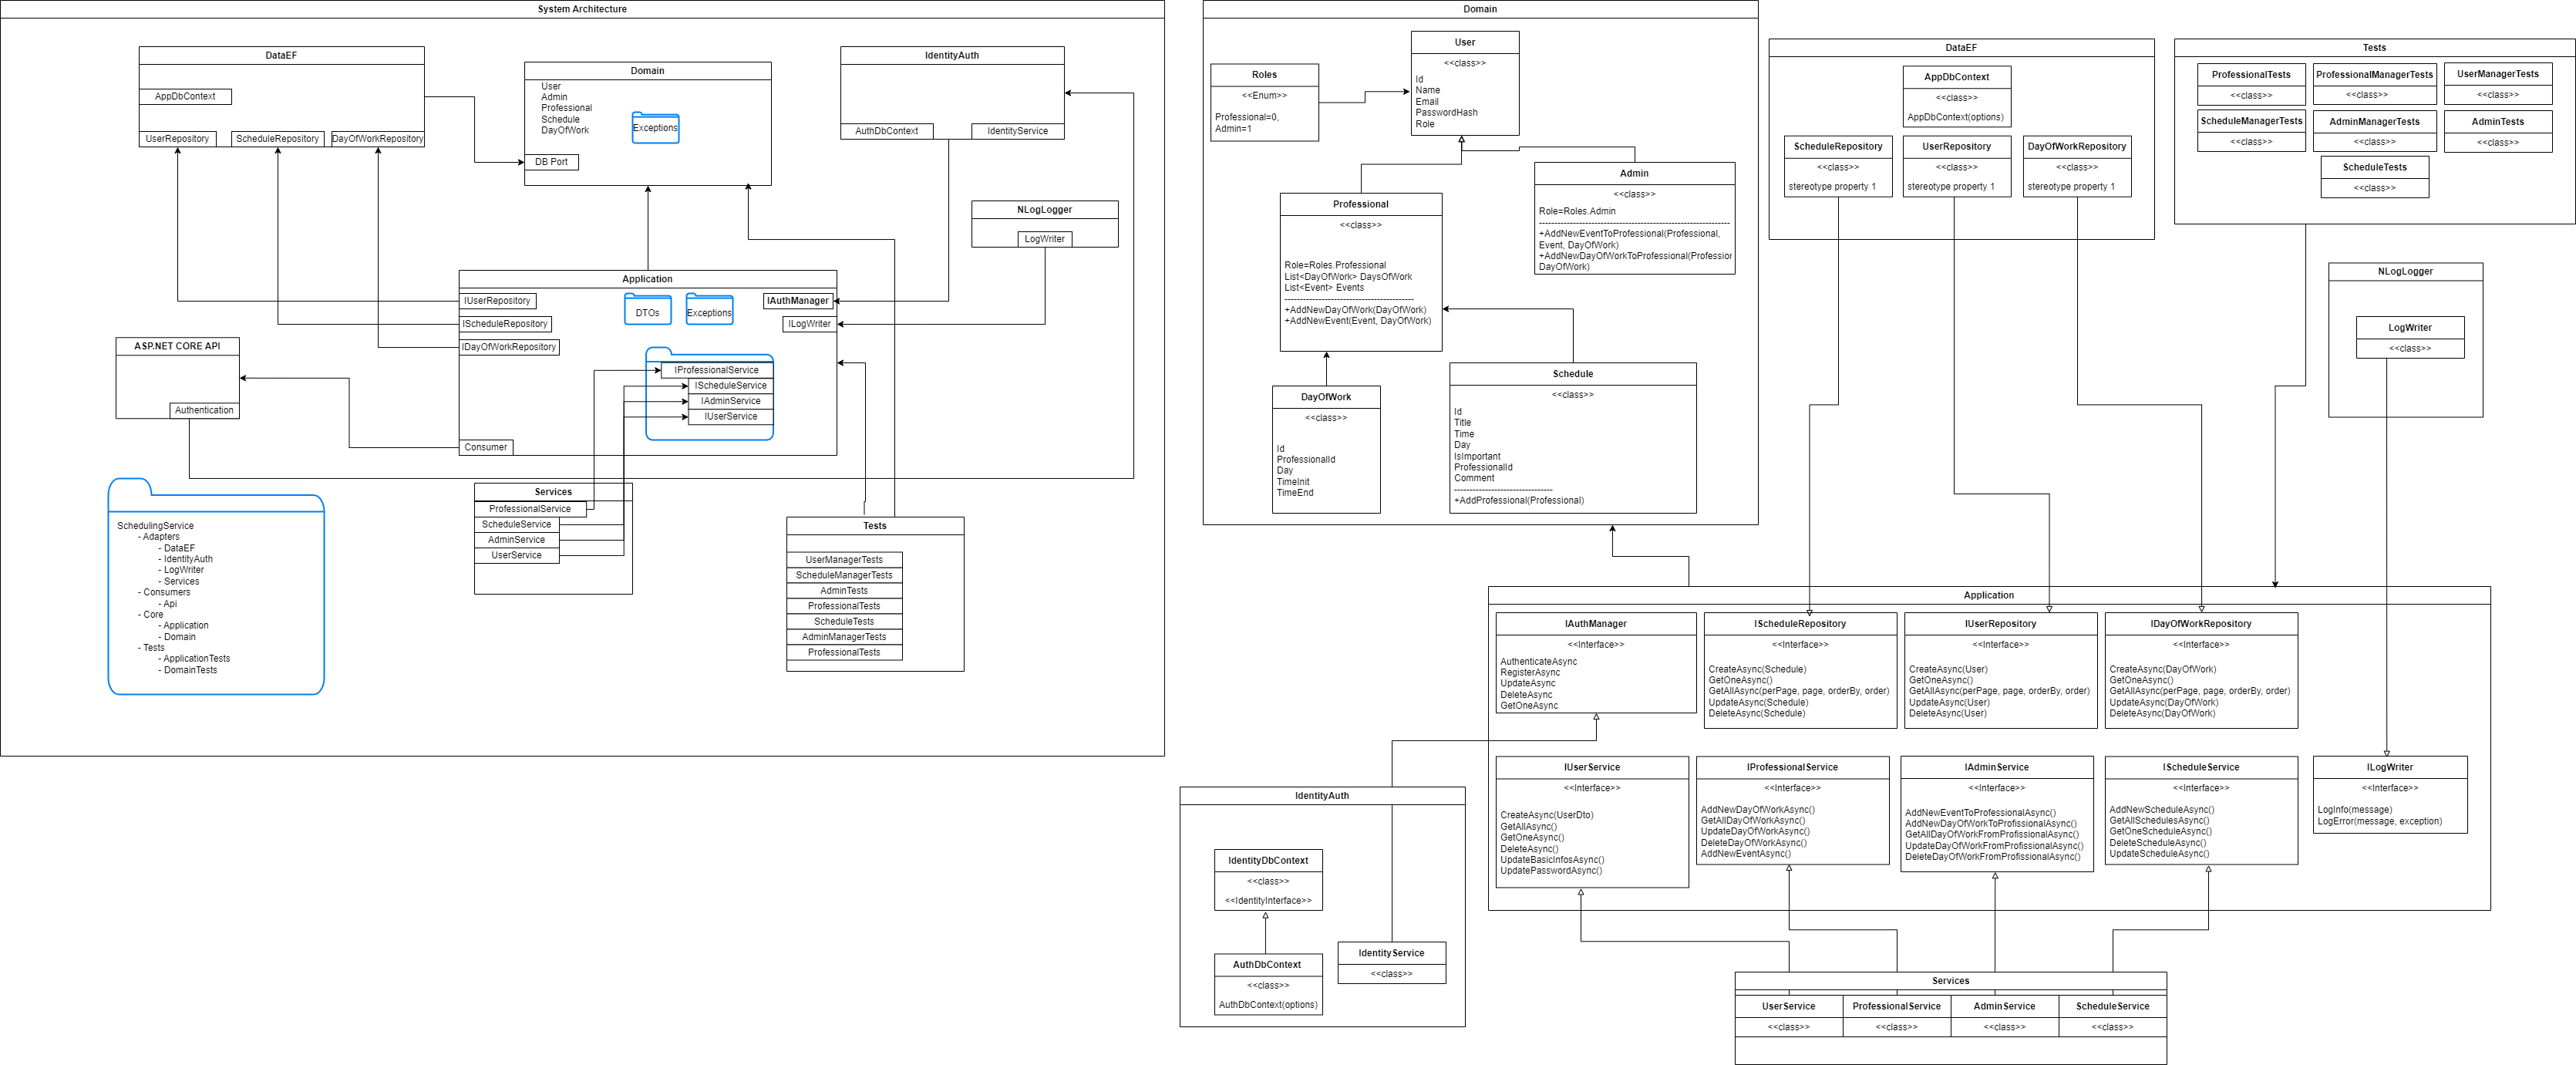 System Architecture
DataEF
AppDbContext
UserRepository
ScheduleRepository
DayOfWorkRepository
Domain
User
Admin
Professional
Schedule
DayOfWork
Exceptions
DB Port
IdentityAuth
AuthDbContext
IdentityService
NLogLogger
LogWriter
Application
IUserRepository
IScheduleRepository
IDayOfWorkRepository
DTOs
Exceptions
IAuthManager
ILogWriter
IProfessionalService
IScheduleService
IAdminService
IUserService
Consumer
ASP.NET CORE API
Authentication
SchedulingService
- Adapters
- DataEF
- IdentityAuth
- LogWriter
- Services
- Consumers
- Api
- Core
- Application
- Domain
- Tests
- ApplicationTests
- DomainTests
Services
ProfessionalService
ScheduleService
AdminService
UserService
Tests
UserManagerTests
ScheduleManagerTests
AdminTests
ProfessionalTests
ScheduleTests
AdminManagerTests
ProfessionalTests
Domain
Roles
<<Enum>>
Professional=0,
Admin=1
User
<<class>>
Id
Name
Email
PasswordHash
Role
Professional
<<class>>
Role=Roles.Professional
List<DayOfWork> DaysOfWork
List<Event> Events
------------------------------------------
+AddNewDayOfWork(DayOfWork)
+AddNewEvent(Event, DayOfWork)
Admin
<<class>>
Role=Roles.Admin
--------------------------------------------------------------
+AddNewEventToProfessional(Professional,
Event, DayOfWork)
+AddNewDayOfWorkToProfessional(Professior
DayOfWork)
DayOfWork
<<class>>
Id
ProfessionalId
Day
TimeInit
TimeEnd
Schedule
<<class>>
Id
Title
Time
Day
IsImportant
ProfessionalId
Comment
--------------------------------
+AddProfessional(Professional)
DataEF
AppDbContext
<<class>>
AppDbContext(options)
ScheduleRepository
<<class>>
stereotype property 1
UserRepository
<<class>>
stereotype property 1
DayOfWorkRepository
<<class>>
stereotype property 1
Tests
ProfessionalTests
<<class>>
ProfessionalManagerTests
<<class>>
UserManagerTests
<<class>>
ScheduleManagerTests
<<class>>
AdminManagerTests
<<class>>
AdminTests
<<class>>
ScheduleTests
<<class>>
NLogLogger
LogWriter
<<class>>
Application
IAuthManager
<<Interface>>
AuthenticateAsync
RegisterAsync
UpdateAsync
DeleteAsync
GetOneAsync
IScheduleRepository
<<Interface>>
CreateAsync(Schedule)
GetOneAsync()
GetAllAsync(perPage, page, orderBy, order)
UpdateAsync(Schedule)
DeleteAsync(Schedule)
IUserRepository
<<Interface>>
CreateAsync(User)
GetOneAsync()
GetAllAsync(perPage, page, orderBy, order)
UpdateAsync(User)
DeleteAsync(User)
IDayOfWorkRepository
<<Interface>>
CreateAsync(DayOfWork)
GetOneAsync()
GetAllAsync(perPage, page, orderBy, order)
UpdateAsync(DayOfWork)
DeleteAsync(DayOfWork)
IUserService
<<Interface>>
CreateAsync(UserDto)
GetAllAsync()
GetOneAsync()
DeleteAsync()
UpdateBasicInfosAsync()
UpdatePasswordAsync()
IProfessionalService
<<Interface>>
AddNewDayOfWorkAsync()
GetAllDayOfWorkAsync()
UpdateDayOfWorkAsync()
DeleteDayOfWorkAsync()
AddNewEventAsync()
IAdminService
<<Interface>>
AddNewEventToProfessionalAsync()
AddNewDayOfWorkToProfissionalAsync()
GetAllDayOfWorkFromProfissionalAsync()
UpdateDayOfWorkFromProfissionalAsync()
DeleteDayOfWorkFromProfissionalAsync()
IScheduleService
<<Interface>>
AddNewScheduleAsync()
GetAllSchedulesAsync()
GetOneScheduleAsync()
DeleteScheduleAsync()
UpdateScheduleAsync()
ILogWriter
<<Interface>>
LogInfo(message)
LogError(message, exception)
IdentityAuth
IdentityDbContext
<<class>>
<<IdentityInterface>>
AuthDbContext
<<class>>
AuthDbContext(options)
IdentityService
<<class>>
Services
UserService
<<class>>
ProfessionalService
<<class>>
AdminService
<<class>>
ScheduleService
<<class>>